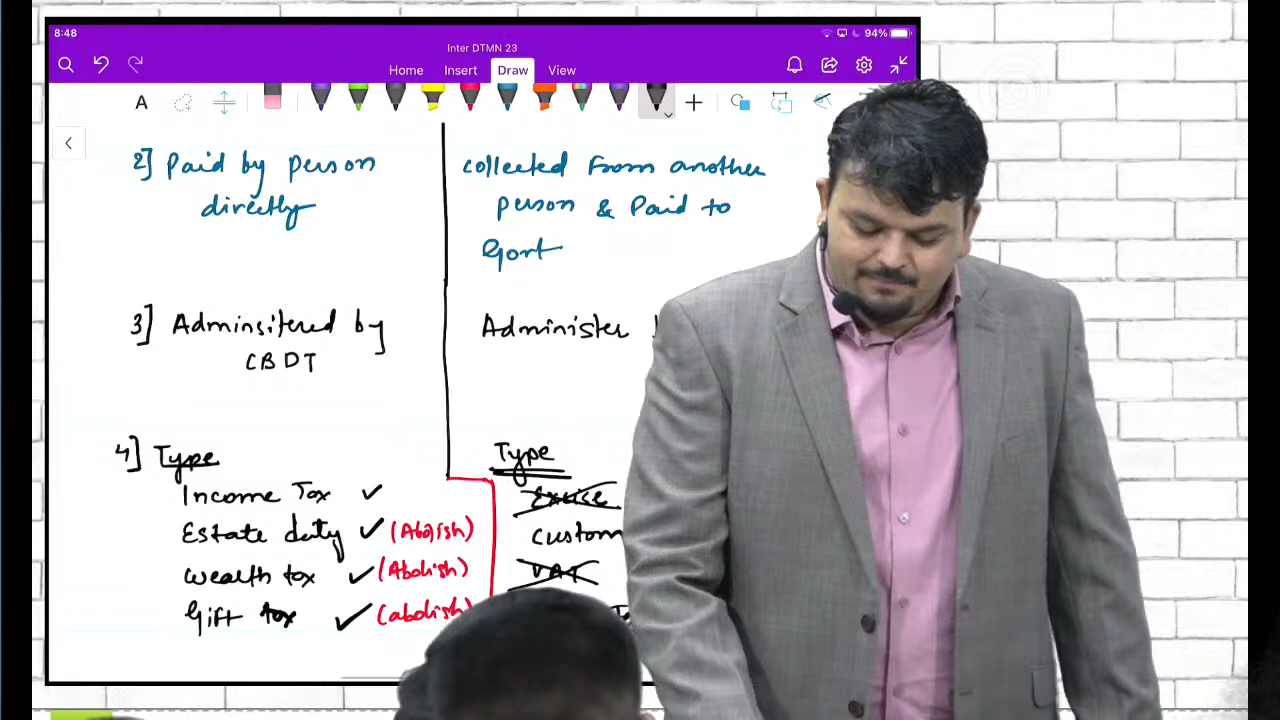 8:48
94%
Inter DTMN 23
Home Insert Draw View
A
2] Paid by person
directly
collected From another
person & Paid to
Govt
3] Adminsitered by
CBDT
Administer
4] Type
Income Tax
Estate duty (Abolish)
Wealth tax (Abolish)
Gift tax (abolish)
Type
Excise
Custom
VAT